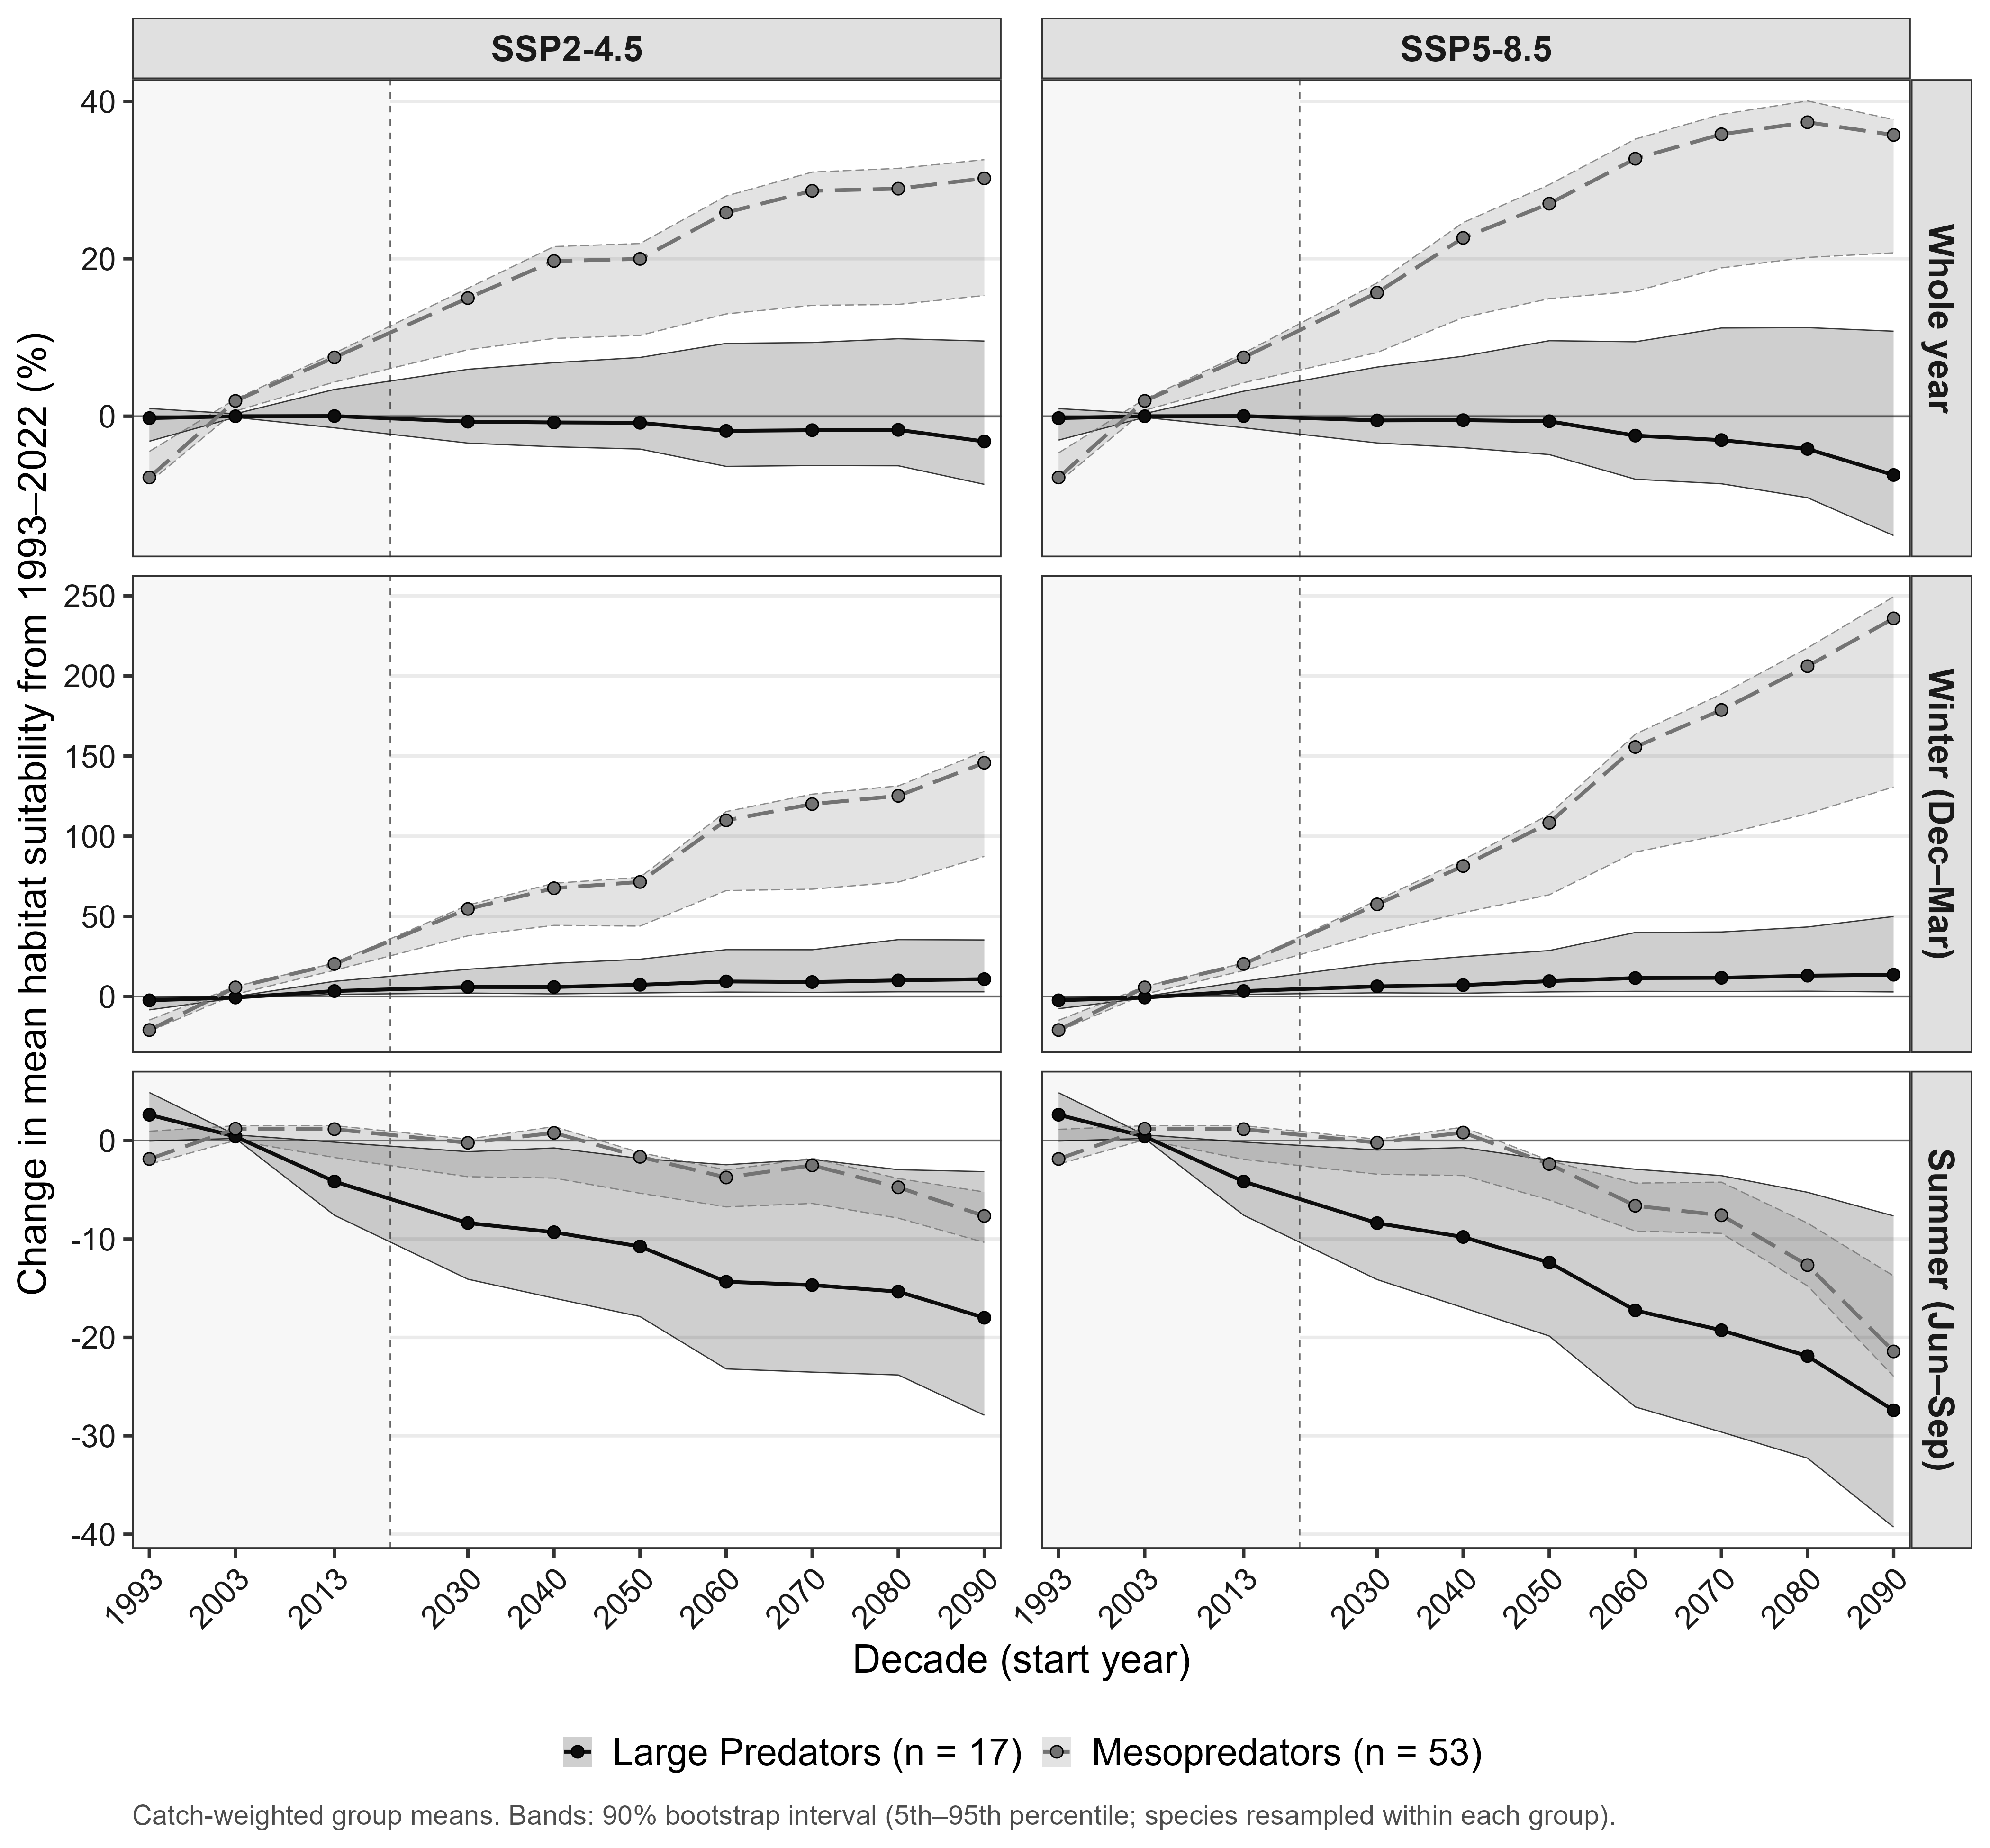 SSP2-4.5
SSP5-8.5
Change in mean habitat suitability from 1993–2022 (%)
40
20
0
Whole year
250
200
150
100
50
0
Winter (Dec–Mar)
0
-10
-20
-30
-40
Summer (Jun–Sep)
1993 2003 2013 2030 2040 2050 2060 2070 2080 2090
1993 2003 2013 2030 2040 2050 2060 2070 2080 2090
Decade (start year)
Large Predators (n = 17) Mesopredators (n = 53)
Catch-weighted group means. Bands: 90% bootstrap interval (5th–95th percentile; species resampled within each group).